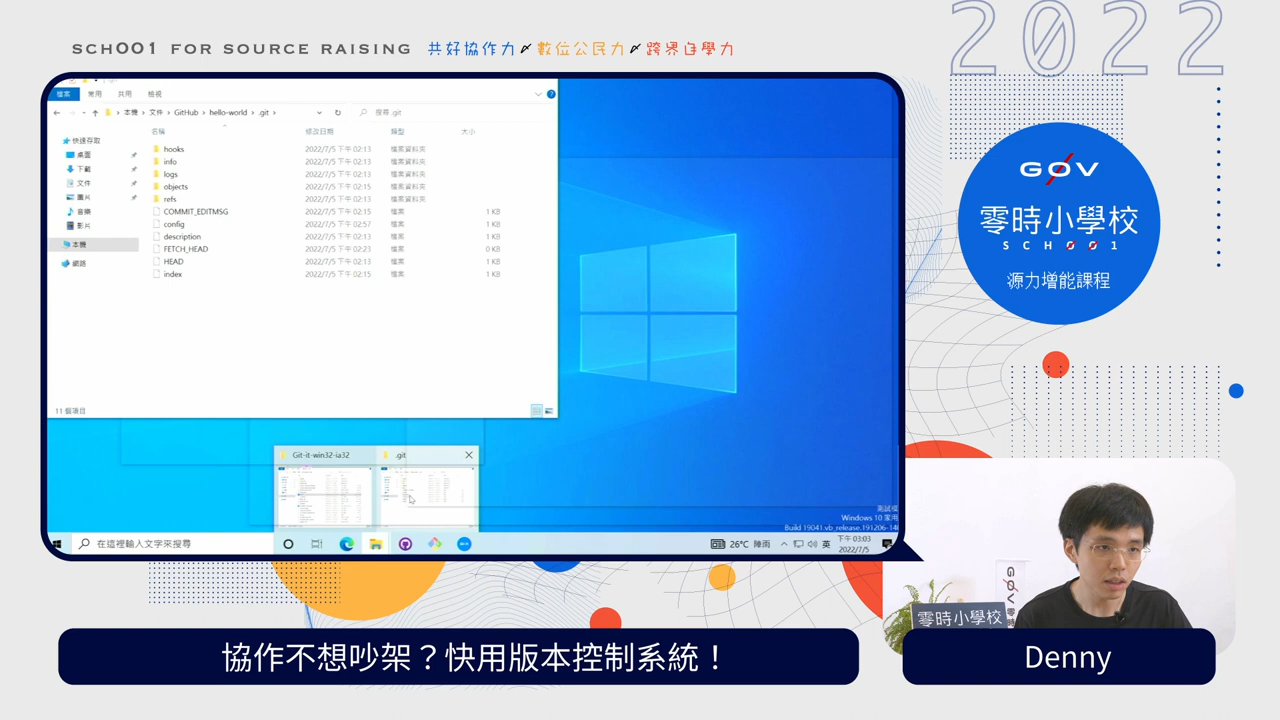 SCH001 FOR SOURCE RAISING 共好協作力 數位公民力 跨界自學力
2022
檔案 常用 共用 檢視
本機 > 文件 > GitHub > hello-world > .git >
搜尋 .git
名稱 修改日期 類型 大小
快速存取
桌面
下載
文件
圖片
音樂
影片
本機
網路
hooks 2022/7/5 下午 02:13 檔案資料夾
info 2022/7/5 下午 02:13 檔案資料夾
logs 2022/7/5 下午 02:13 檔案資料夾
objects 2022/7/5 下午 02:15 檔案資料夾
refs 2022/7/5 下午 02:13 檔案資料夾
COMMIT_EDITMSG 2022/7/5 下午 02:15 檔案 1 KB
config 2022/7/5 下午 02:57 檔案 1 KB
description 2022/7/5 下午 02:13 檔案 1 KB
FETCH_HEAD 2022/7/5 下午 02:23 檔案 0 KB
HEAD 2022/7/5 下午 02:13 檔案 1 KB
index 2022/7/5 下午 02:15 檔案 1 KB
11 個項目
Git-it-win32-ia32
.git
測試模
Windows 10 家用
Build 19041.vb_release.191206-14
在這裡輸入文字來搜尋
26°C 陣雨
英
下午 03:03
2022/7/5
G0V
零時小學校
SCH001
源力增能課程
G0V 零時
零時小學校
協作不想吵架？快用版本控制系統！
Denny